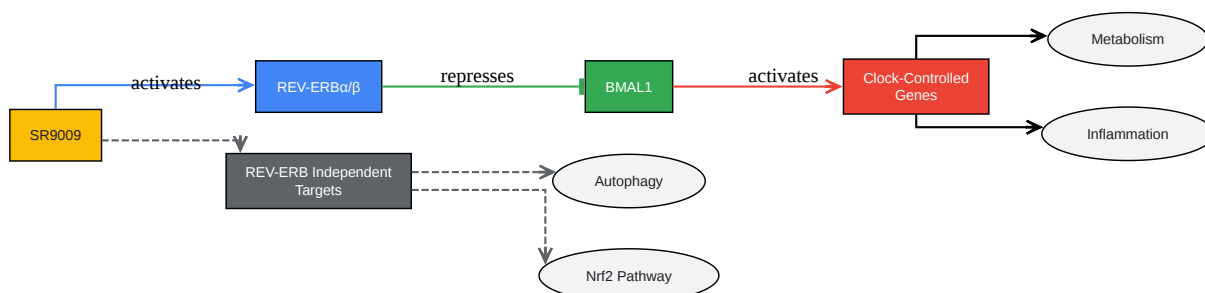 Metabolism
activates
REV-ERBα/β
represses
BMAL1
activates
Clock-Controlled
Genes
SR9009
Inflammation
REV-ERB Independent
Targets
Autophagy
Nrf2 Pathway